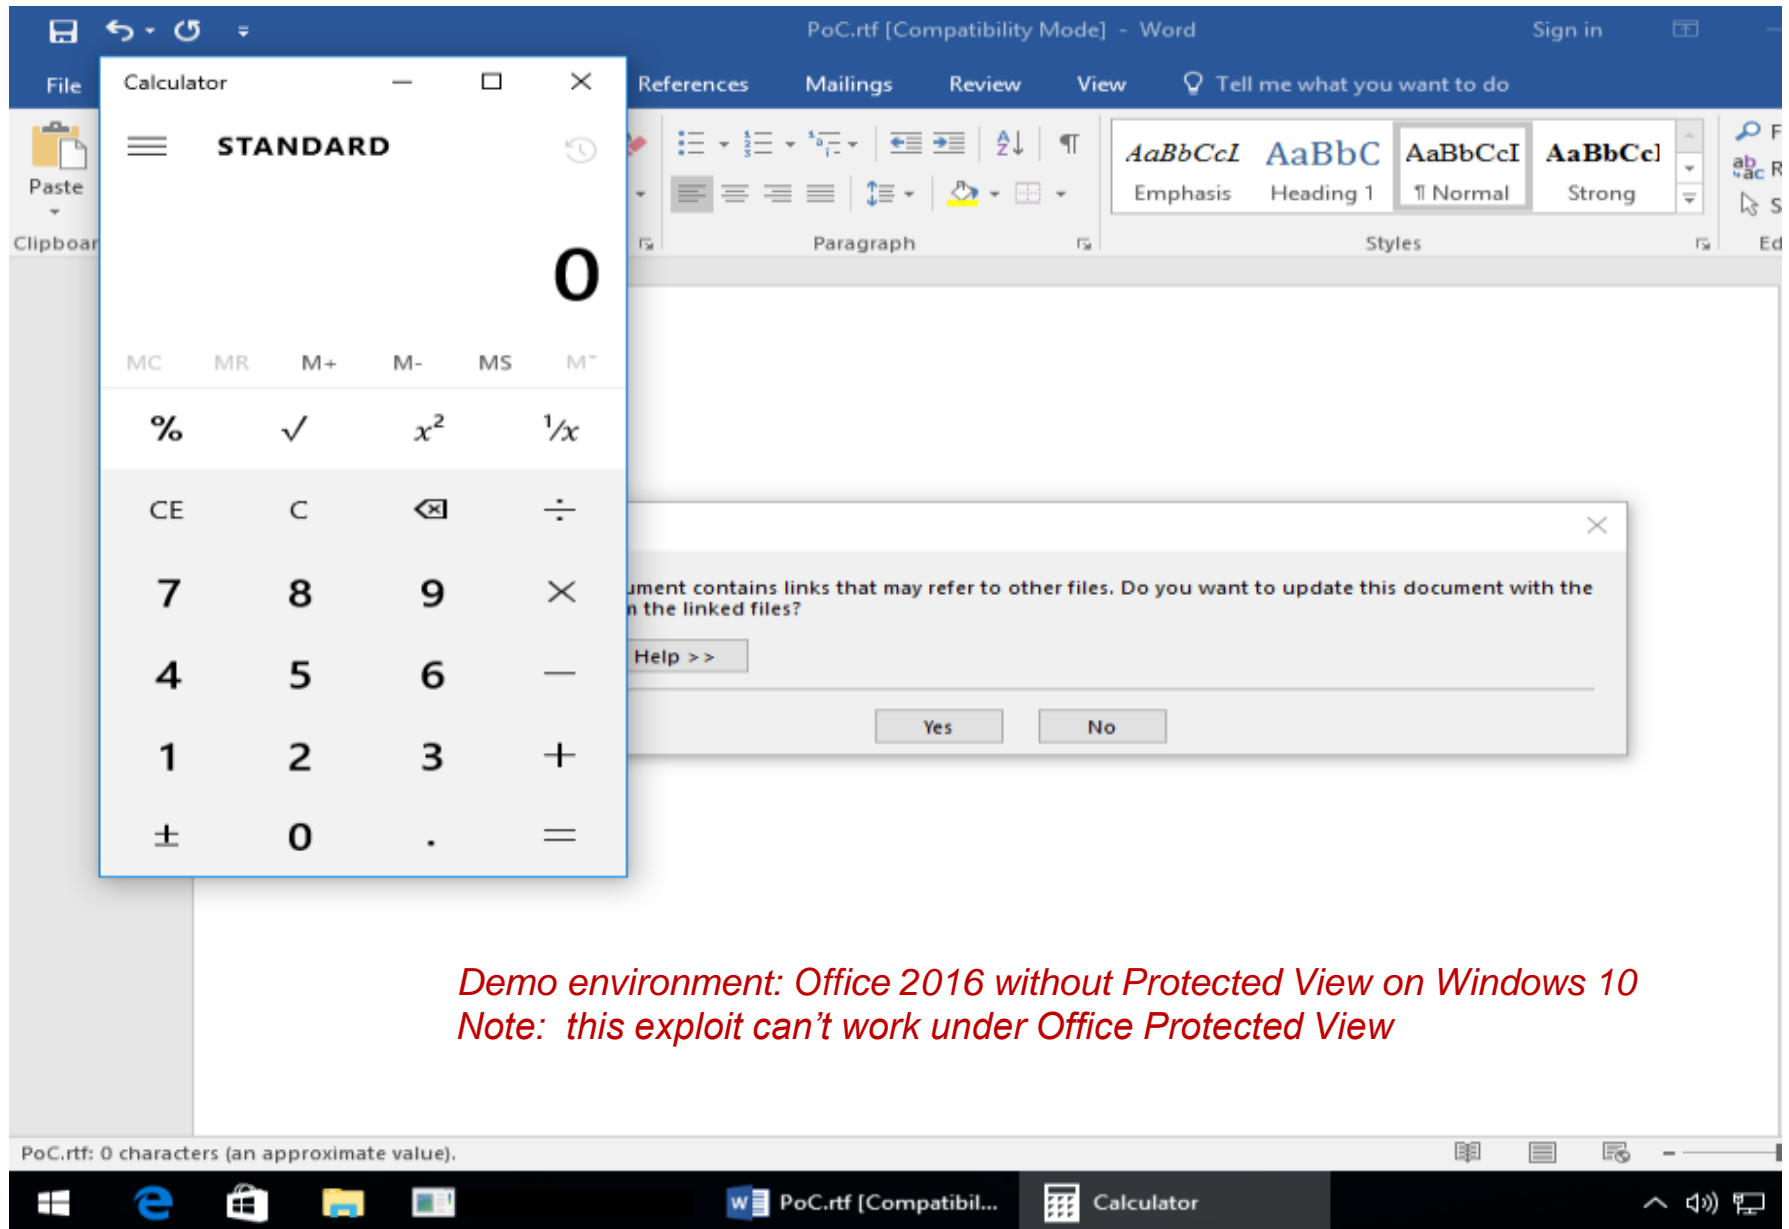 PoC.rtf [Compatibility Mode] - Word
Sign in
File
References
Mailings
Review
View
Tell me what you want to do
Calculator
STANDARD
0
MC MR M+ M- MS M
% √ x² ¹/x
CE C ÷
7 8 9 ×
4 5 6 −
1 2 3 +
± 0 . =
Paste
Clipboar
Paragraph
AaBbCcI AaBbC AaBbCcI AaBbCcl
Emphasis Heading 1 ¶ Normal Strong
Styles
F
R
S
Ed
ument contains links that may refer to other files. Do you want to update this document with the
the linked files?
Help >>
Yes
No
Demo environment: Office 2016 without Protected View on Windows 10
Note: this exploit can't work under Office Protected View
PoC.rtf: 0 characters (an approximate value).
PoC.rtf [Compatibil...
Calculator